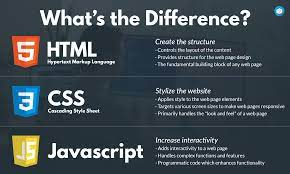 What's the Difference?
HTML
Hypertext Markup Language
Create the structure
- Controls the layout of the content
- Provides structure for the web page design
- The fundamental building block of any web page
CSS
Cascading Style Sheet
Stylize the website
- Applies style to the web page elements
- Targets various screen sizes to make web pages responsive
- Primarily handles the "look and feel" of a web page
JS
Javascript
Increase interactivity
- Adds interactivity to a web page
- Handles complex functions and features
- Programmatic code which enhances functionality